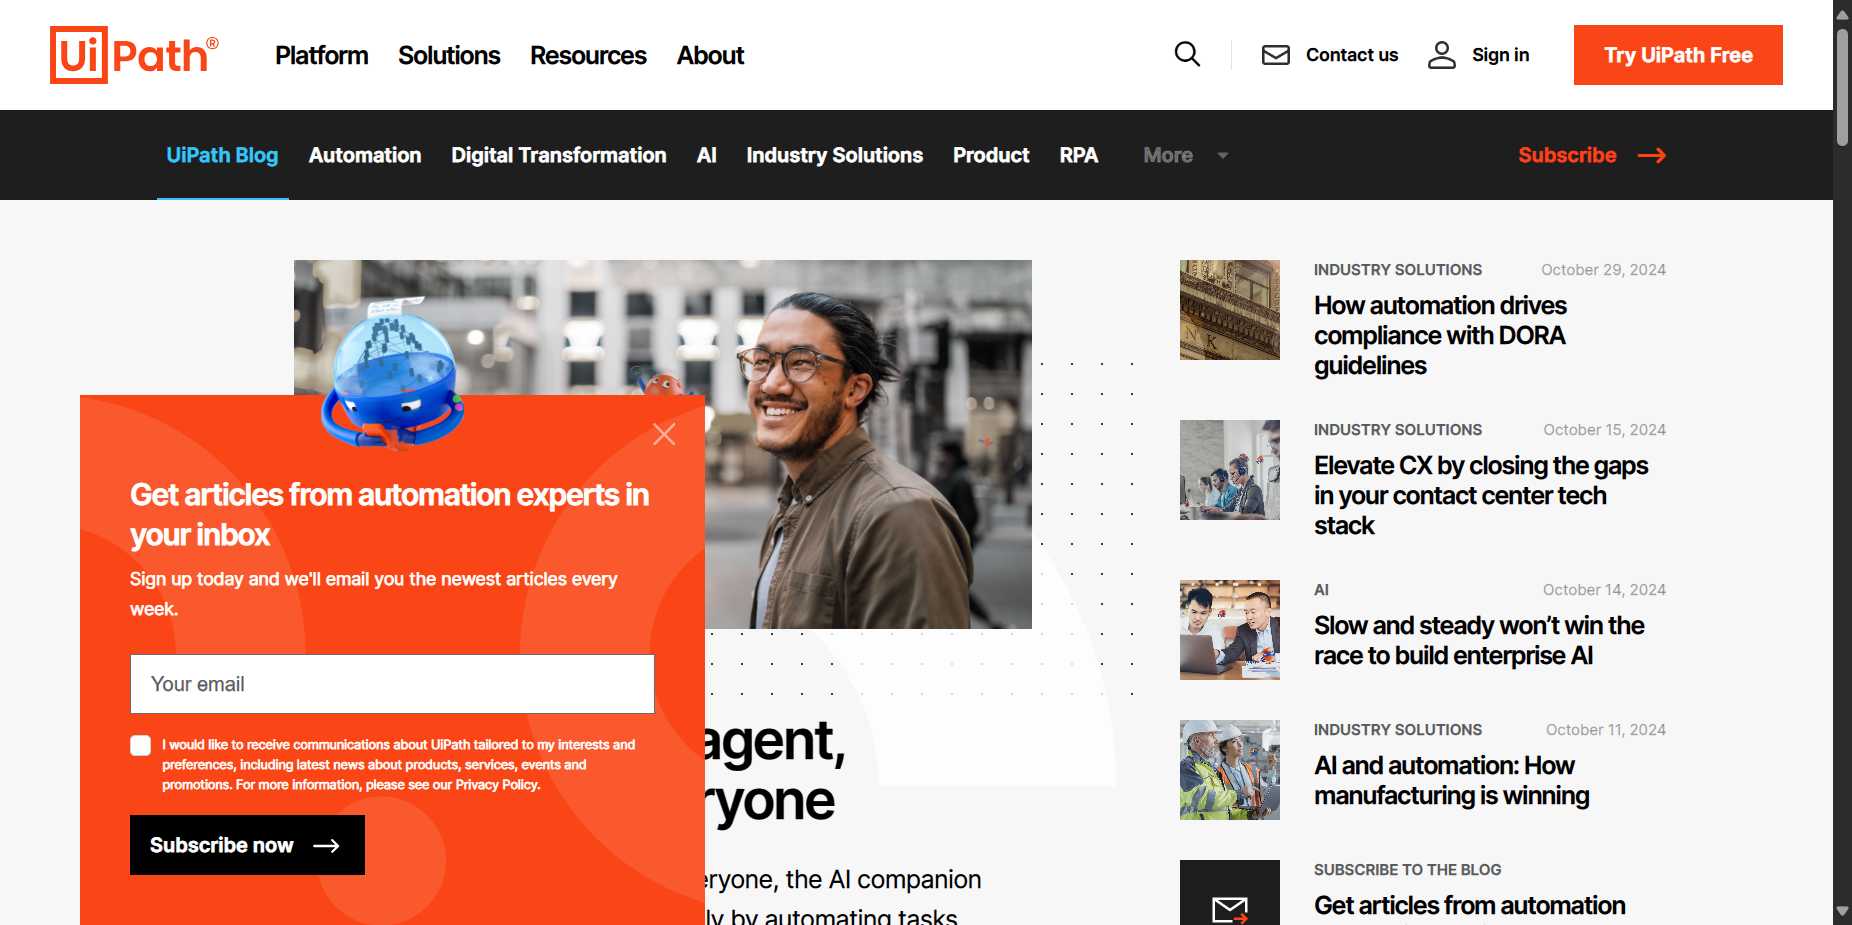 UiPath®
Platform
Solutions
Resources
About
Contact us
Sign in
Try UiPath Free
UiPath Blog
Automation
Digital Transformation
AI
Industry Solutions
Product
RPA
More
Subscribe
Get articles from automation experts in
your inbox
Sign up today and we'll email you the newest articles every
week.
Your email
I would like to receive communications about UiPath tailored to my interests and
preferences, including latest news about products, services, events and
promotions. For more information, please see our Privacy Policy.
Subscribe now
agent,
ryone
eryone, the AI companion
ly by automating tasks
INDUSTRY SOLUTIONS
October 29, 2024
How automation drives
compliance with DORA
guidelines
INDUSTRY SOLUTIONS
October 15, 2024
Elevate CX by closing the gaps
in your contact center tech
stack
AI
October 14, 2024
Slow and steady won’t win the
race to build enterprise AI
INDUSTRY SOLUTIONS
October 11, 2024
AI and automation: How
manufacturing is winning
SUBSCRIBE TO THE BLOG
Get articles from automation